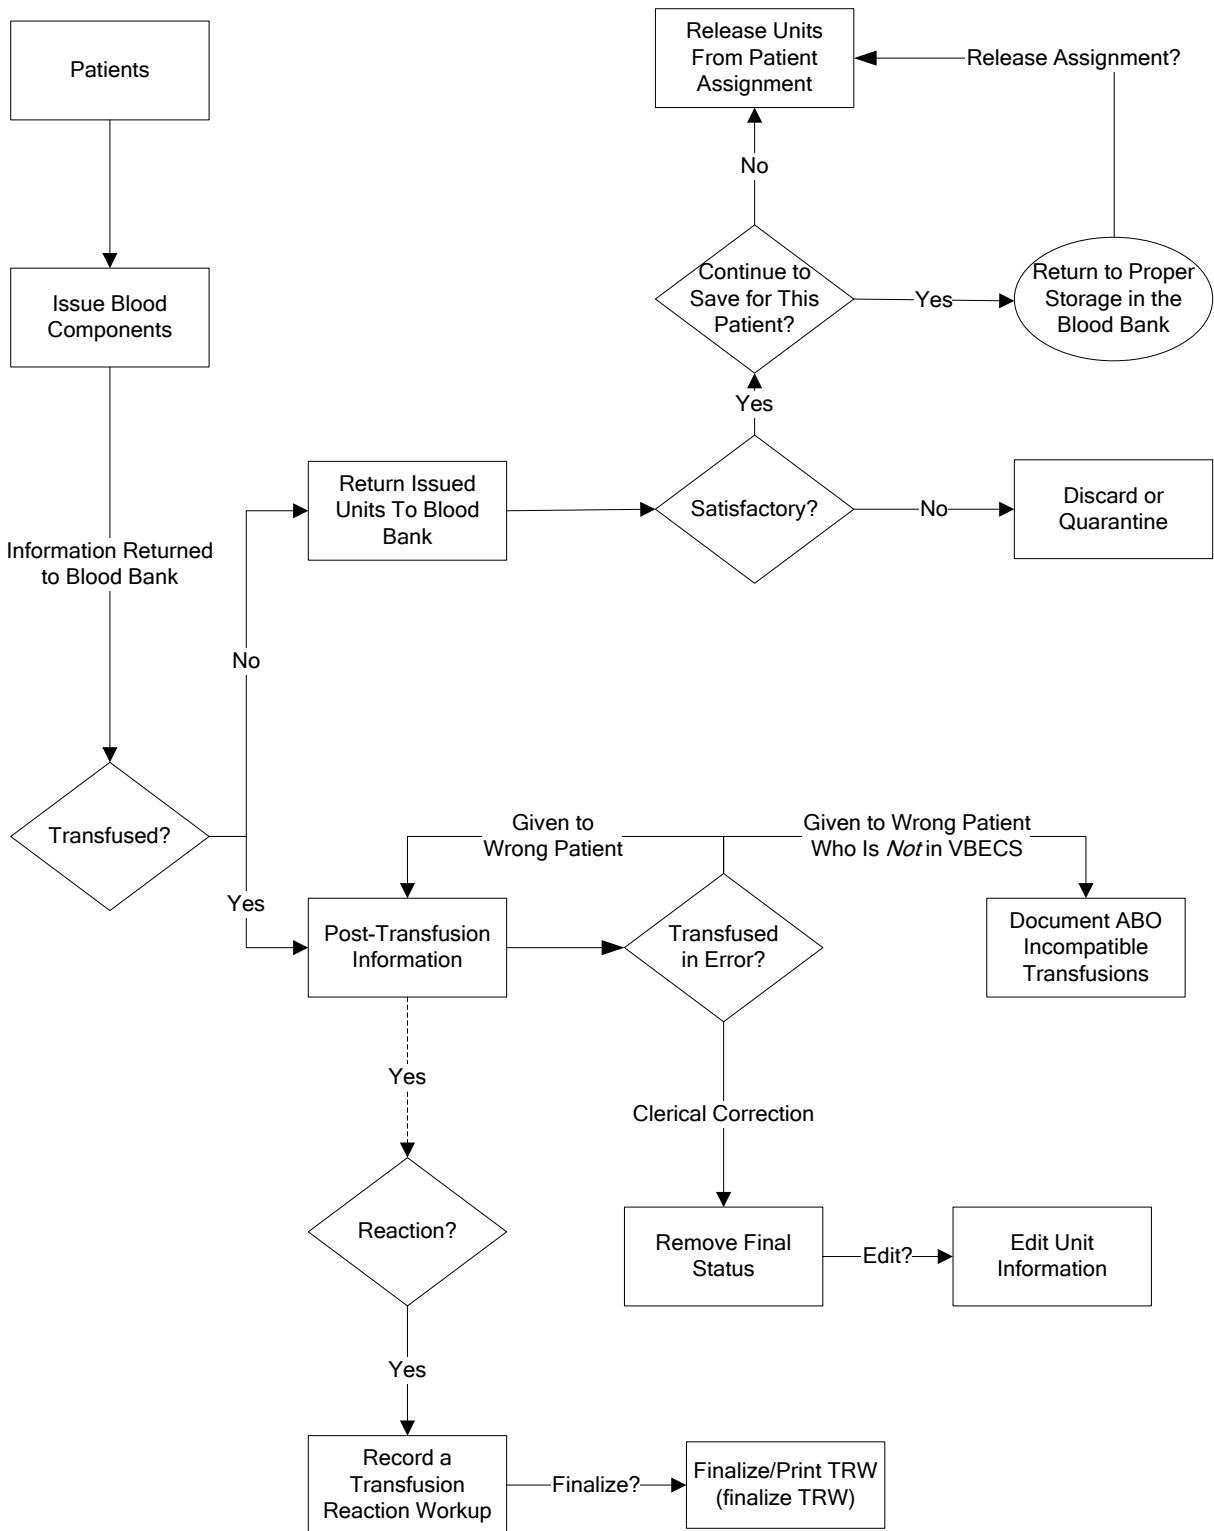 Patients
Release Units
From Patient
Assignment
Release Assignment?
No
Issue Blood
Components
Continue to
Save for This
Patient?
Yes
Return to Proper
Storage in the
Blood Bank
Yes
Return Issued
Units To Blood
Bank
Satisfactory?
No
Discard or
Quarantine
Information Returned
to Blood Bank
No
Transfused?
Yes
Given to
Wrong Patient
Given to Wrong Patient
Who Is Not in VBECS
Post-Transfusion
Information
Transfused
in Error?
Document ABO
Incompatible
Transfusions
Yes
Clerical Correction
Reaction?
Remove Final
Status
Edit?
Edit Unit
Information
Yes
Record a
Transfusion
Reaction Workup
Finalize?
Finalize/Print TRW
(finalize TRW)